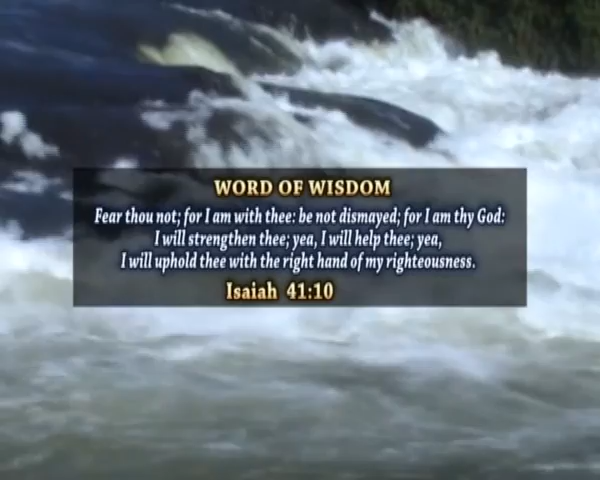 WORD OF WISDOM
Fear thou not; for I am with thee: be not dismayed; for I am thy God:
I will strengthen thee; yea, I will help thee; yea,
I will uphold thee with the right hand of my righteousness.
Isaiah 41:10